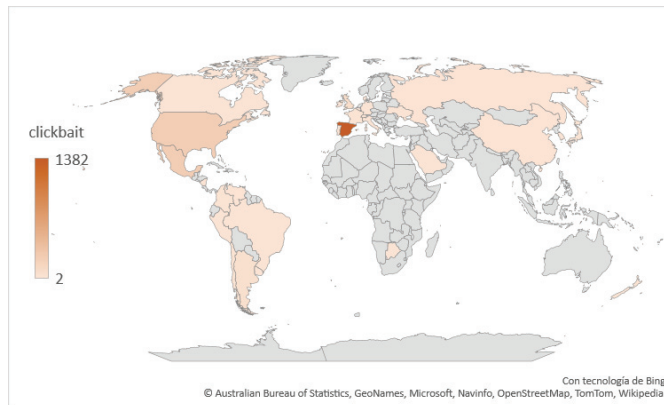 clickbait
1382
2
Con tecnología de Bing
© Australian Bureau of Statistics, GeoNames, Microsoft, Navinfo, OpenStreetMap, TomTom, Wikipedia